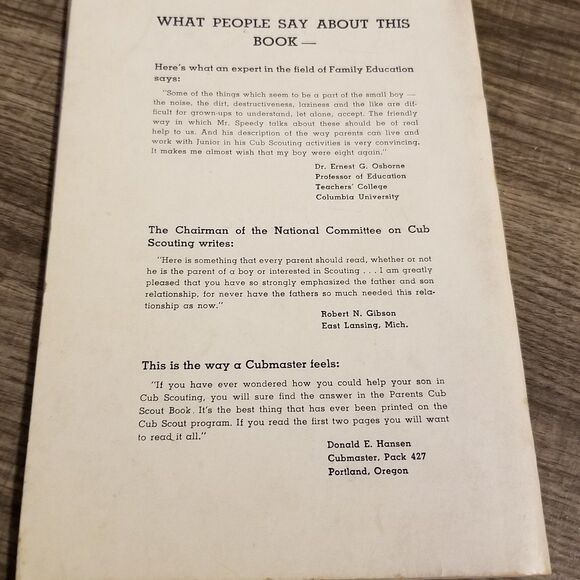 WHAT PEOPLE SAY ABOUT THIS
BOOK —
Here's what an expert in the field of Family Education
says:
"Some of the things which seem to be a part of the small boy —
the noise, the dirt, destructiveness, laziness and the like are dif-
ficult for grown-ups to understand, let alone, accept. The friendly
way in which Mr. Speedy talks about these should be of real
help to us. And his description of the way parents can live and
work with Junior in his Cub Scouting activities is very convincing.
It makes me almost wish that my boy were eight again."
Dr. Ernest G. Osborne
Professor of Education
Teachers' College
Columbia University
The Chairman of the National Committee on Cub
Scouting writes:
"Here is something that every parent should read, whether or not
he is the parent of a boy or interested in Scouting . . . I am greatly
pleased that you have so strongly emphasized the father and son
relationship, for never have the fathers so much needed this rela-
tionship as now."
Robert N. Gibson
East Lansing, Mich.
This is the way a Cubmaster feels:
"If you have ever wondered how you could help your son in
Cub Scouting, you will sure find the answer in the Parents Cub
Scout Book. It's the best thing that has ever been printed on the
Cub Scout program. If you read the first two pages you will want
to read it all."
Donald E. Hansen
Cubmaster, Pack 427
Portland, Oregon